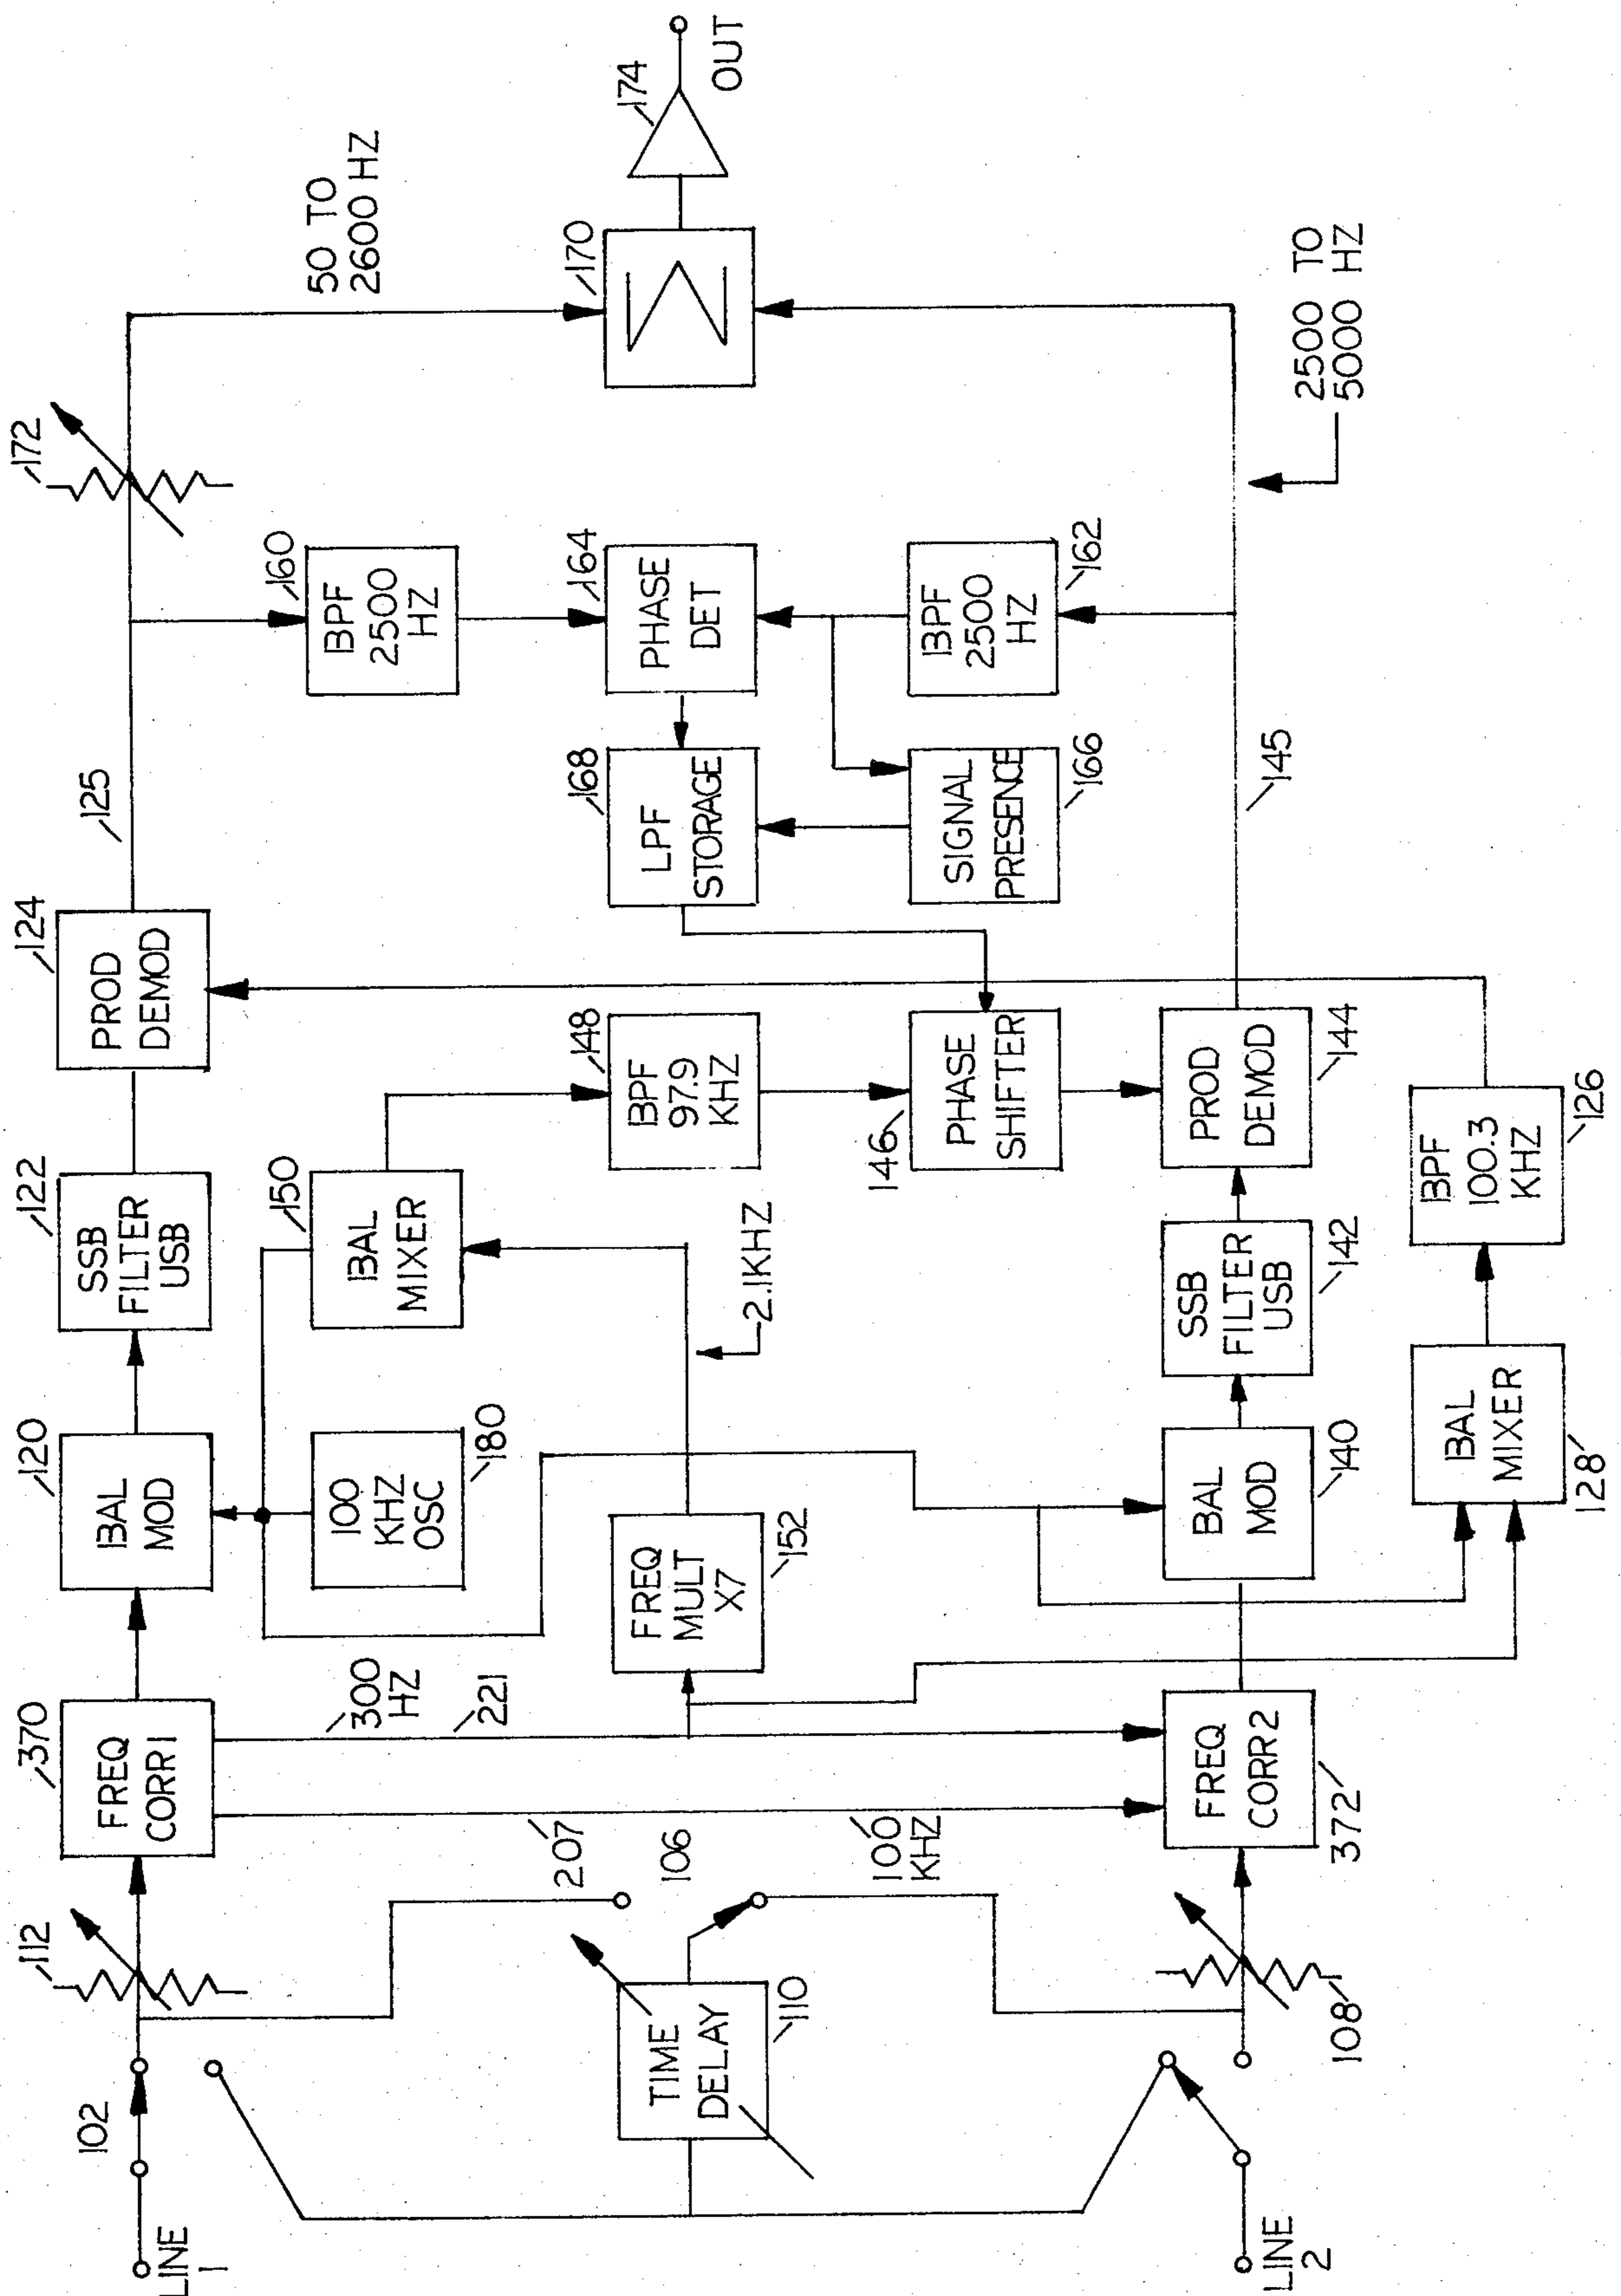 LINE
1
102
112
370
FREQ
CORR1
120
BAL
MOD
122
SSB
FILTER
USB
124
PROD
DEMOD
125
172
50 TO
2600 HZ
300
HZ
221
100
KHZ
OSC
180
150
BAL
MIXER
148
BPF
97.9
KHZ
160
BPF
2500
HZ
164
PHASE
DET
168
LPF
STORAGE
170
Σ
174
OUT
TIME
DELAY
110
106
207
100
KHZ
FREQ
MULT
X7
152
2.1KHZ
146
PHASE
SHIFTER
SIGNAL
PRESENCE
166
BPF
2500
HZ
162
LINE
2
108
FREQ
CORR2
372
BAL
MOD
140
SSB
FILTER
USB
142
PROD
DEMOD
144
145
2500 TO
5000 HZ
BAL
MIXER
128
BPF
100.3
KHZ
126